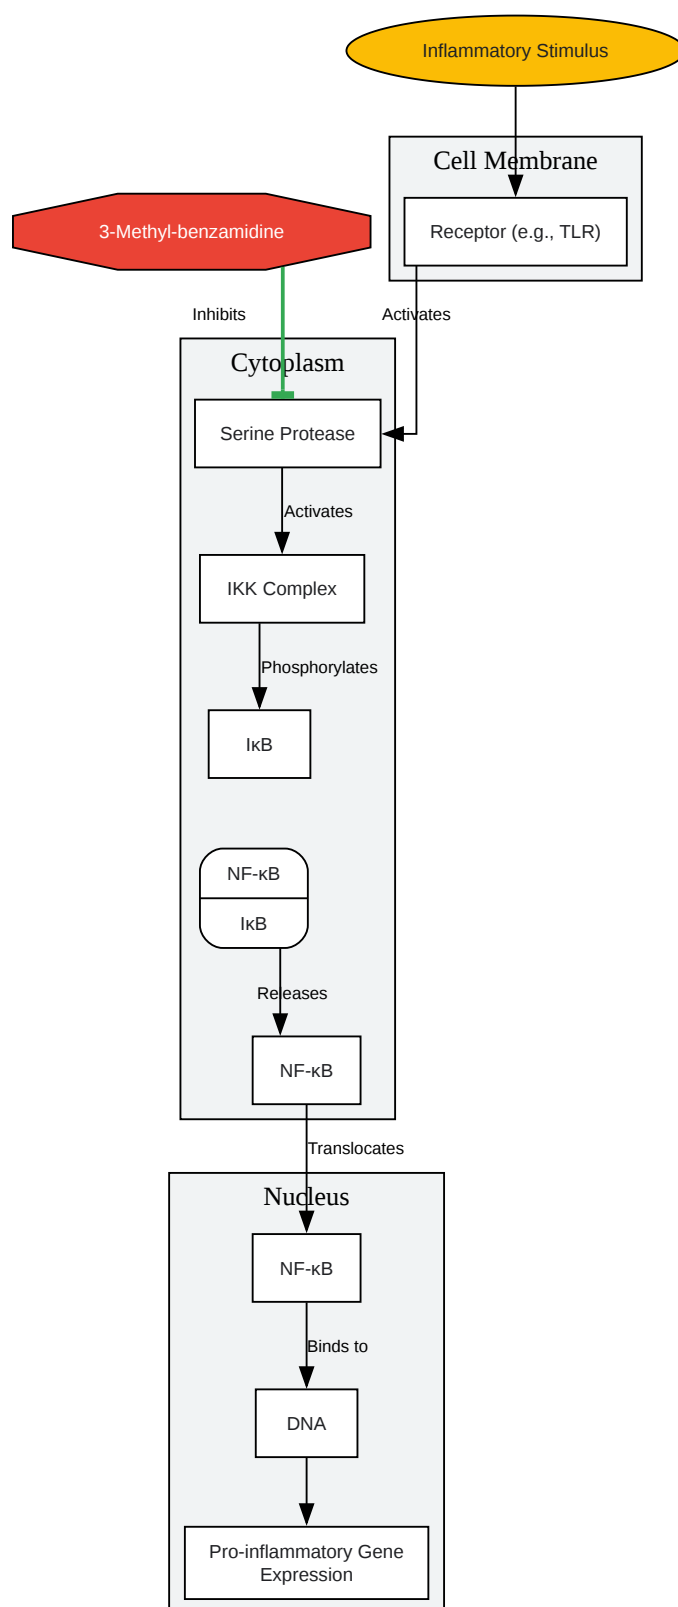 Inflammatory Stimulus
Cell Membrane
Receptor (e.g., TLR)
3-Methyl-benzamidine
Inhibits
Activates
Cytoplasm
Serine Protease
Activates
IKK Complex
Phosphorylates
IκB
NF-κB
IκB
Releases
NF-κB
Translocates
Nucleus
NF-κB
Binds to
DNA
Pro-inflammatory Gene
Expression